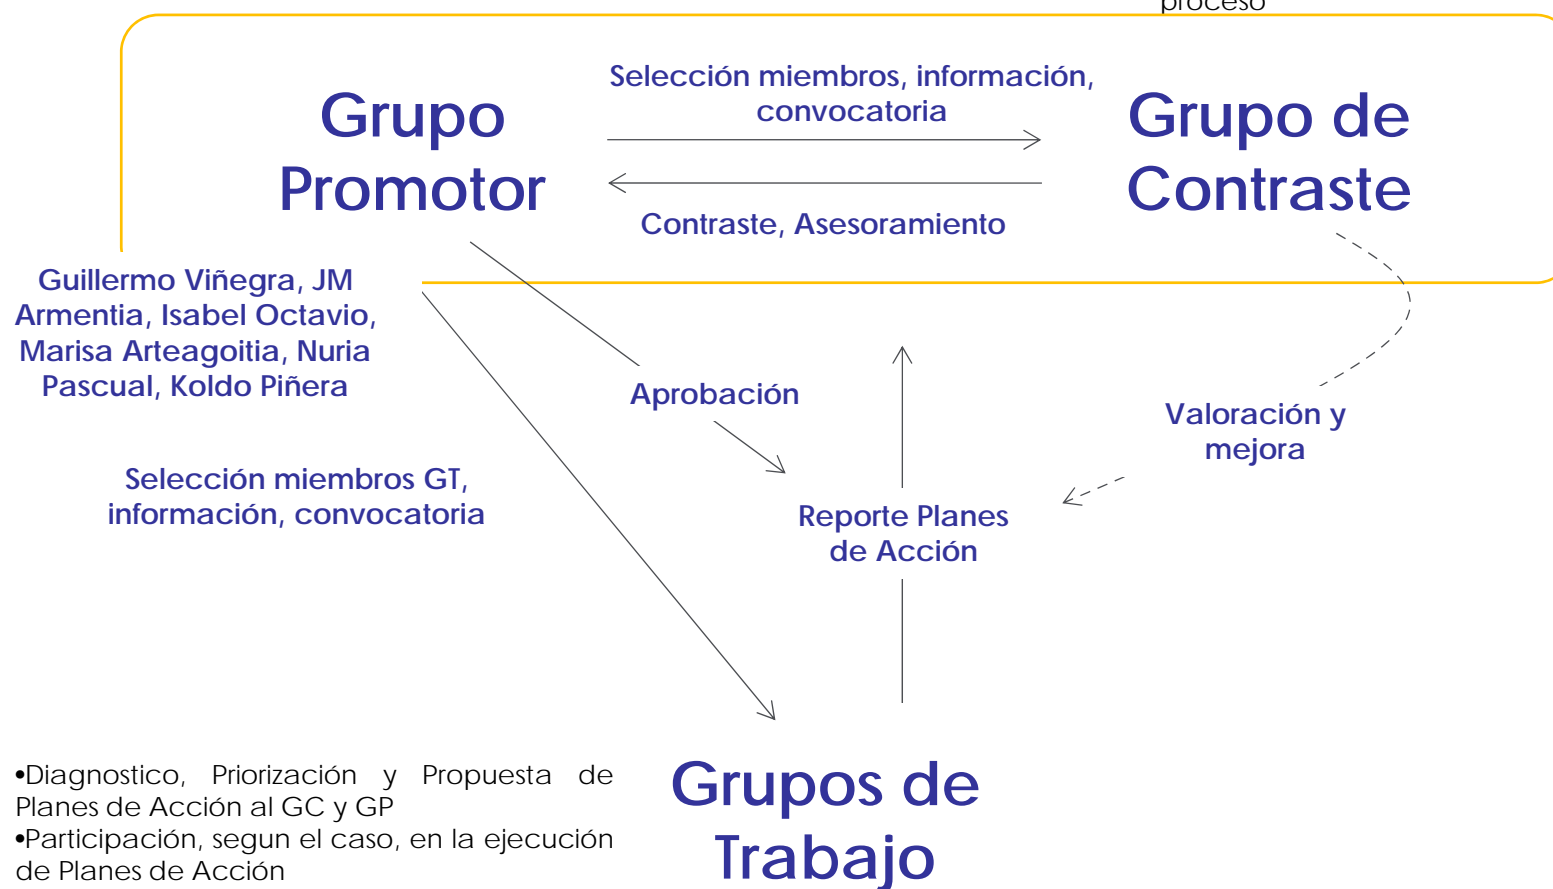 proceso
Selección miembros, información,
convocatoria
Grupo
Promotor
Grupo de
Contraste
Contraste, Asesoramiento
Guillermo Viñegra, JM
Armentia, Isabel Octavio,
Marisa Arteagoitia, Nuria
Pascual, Koldo Piñera
Aprobación
Valoración y
mejora
Selección miembros GT,
información, convocatoria
Reporte Planes
de Acción
•Diagnostico, Priorización y Propuesta de
Planes de Acción al GC y GP
•Participación, segun el caso, en la ejecución
de Planes de Acción
Grupos de
Trabajo